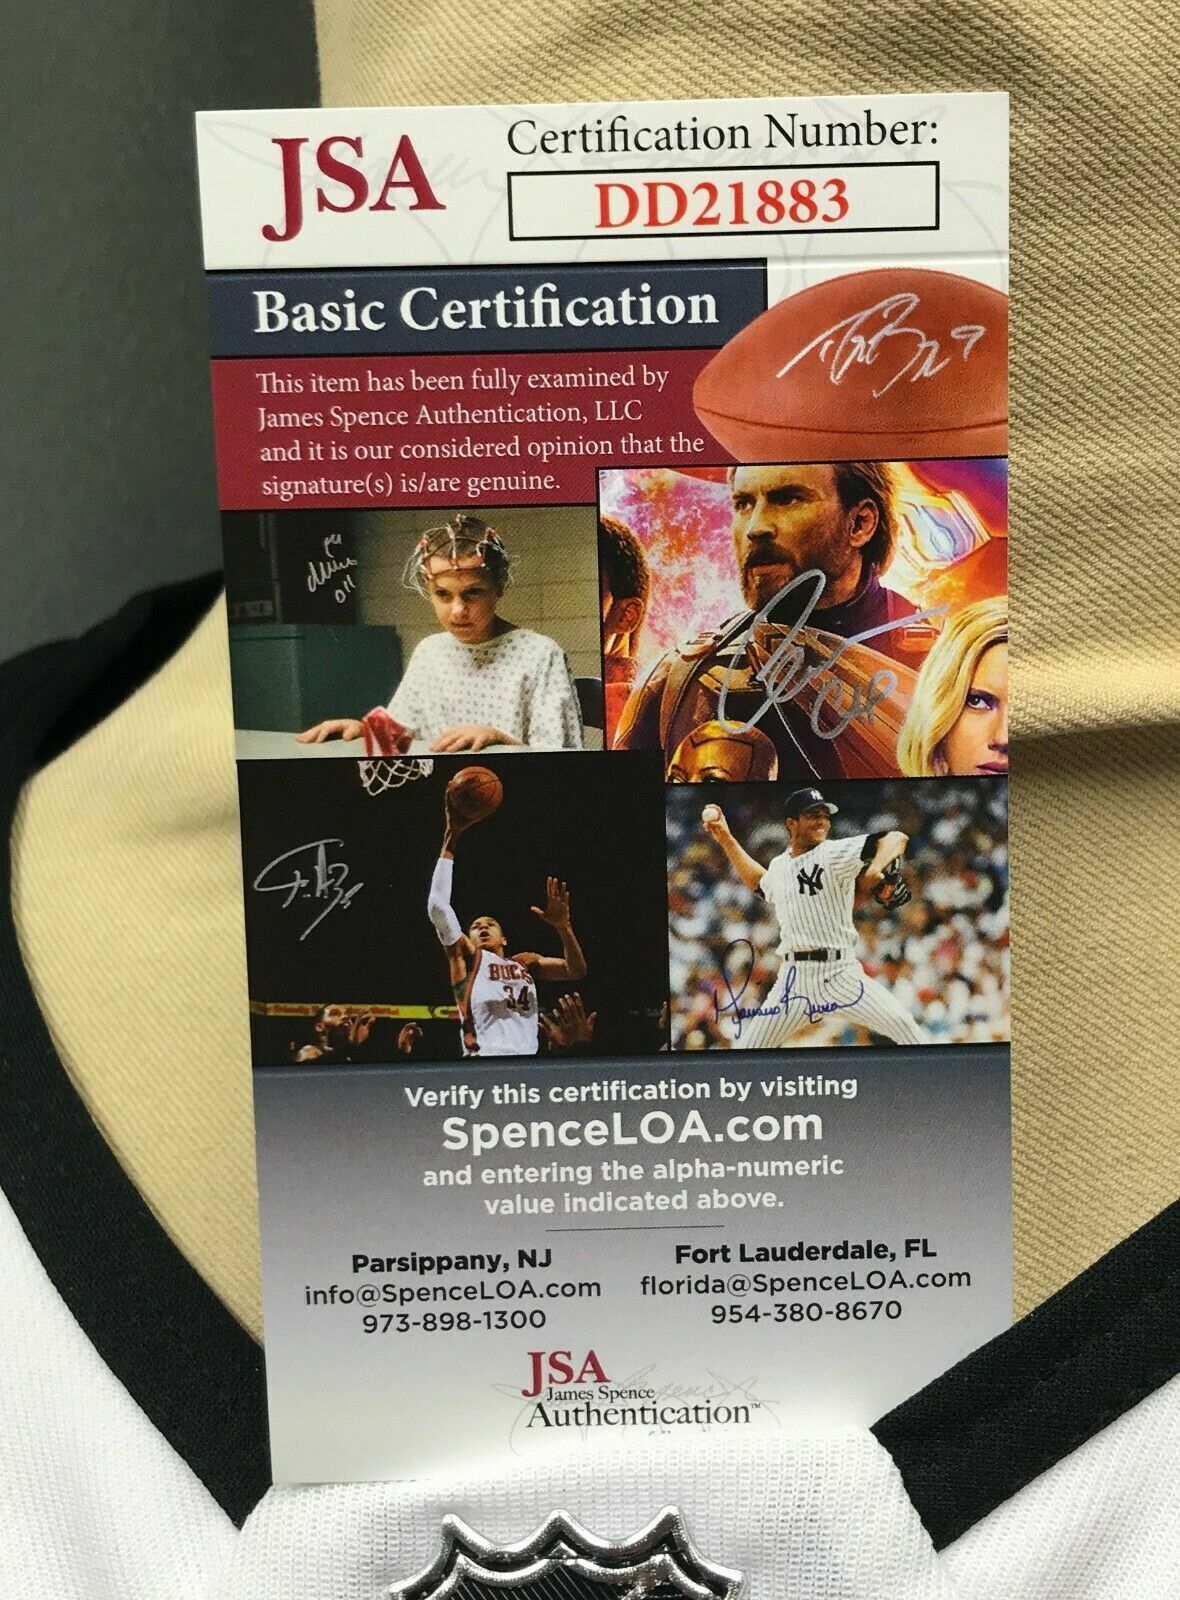 JSA
Certification Number:
DD21883
Basic Certification
This item has been fully examined by
James Spence Authentication, LLC
and it is our considered opinion that the
signature(s) is/are genuine.
BUCKS
34
NY
Verify this certification by visiting
SpenceLOA.com
and entering the alpha-numeric
value indicated above.
Parsippany, NJ
info@SpenceLOA.com
973-898-1300
Fort Lauderdale, FL
florida@SpenceLOA.com
954-380-8670
JSA
James Spence
Authentication™